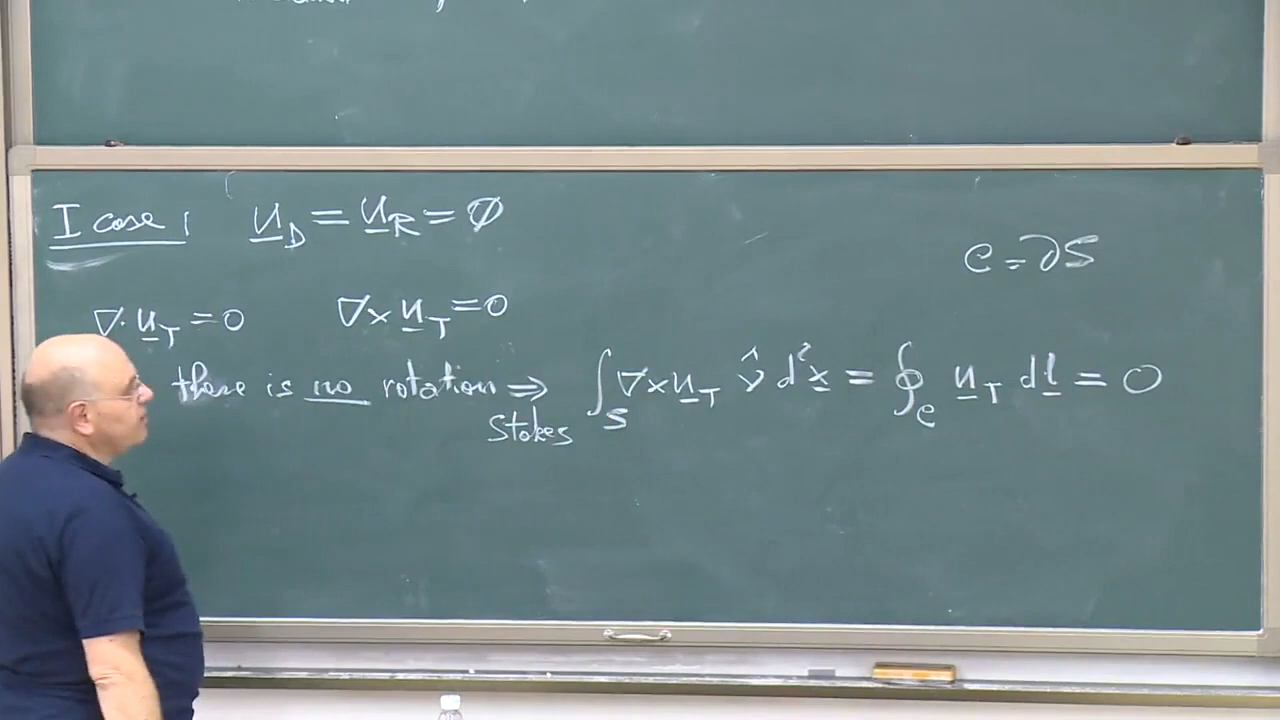 I case: u_D = u_R = ∅
C = ∂S
∇· u_T = 0 ∇× u_T = 0
there is no rotation ⇒ ∫_S ∇× u_T ν̂ d²x = ∮_C u_T dl = 0
Stokes